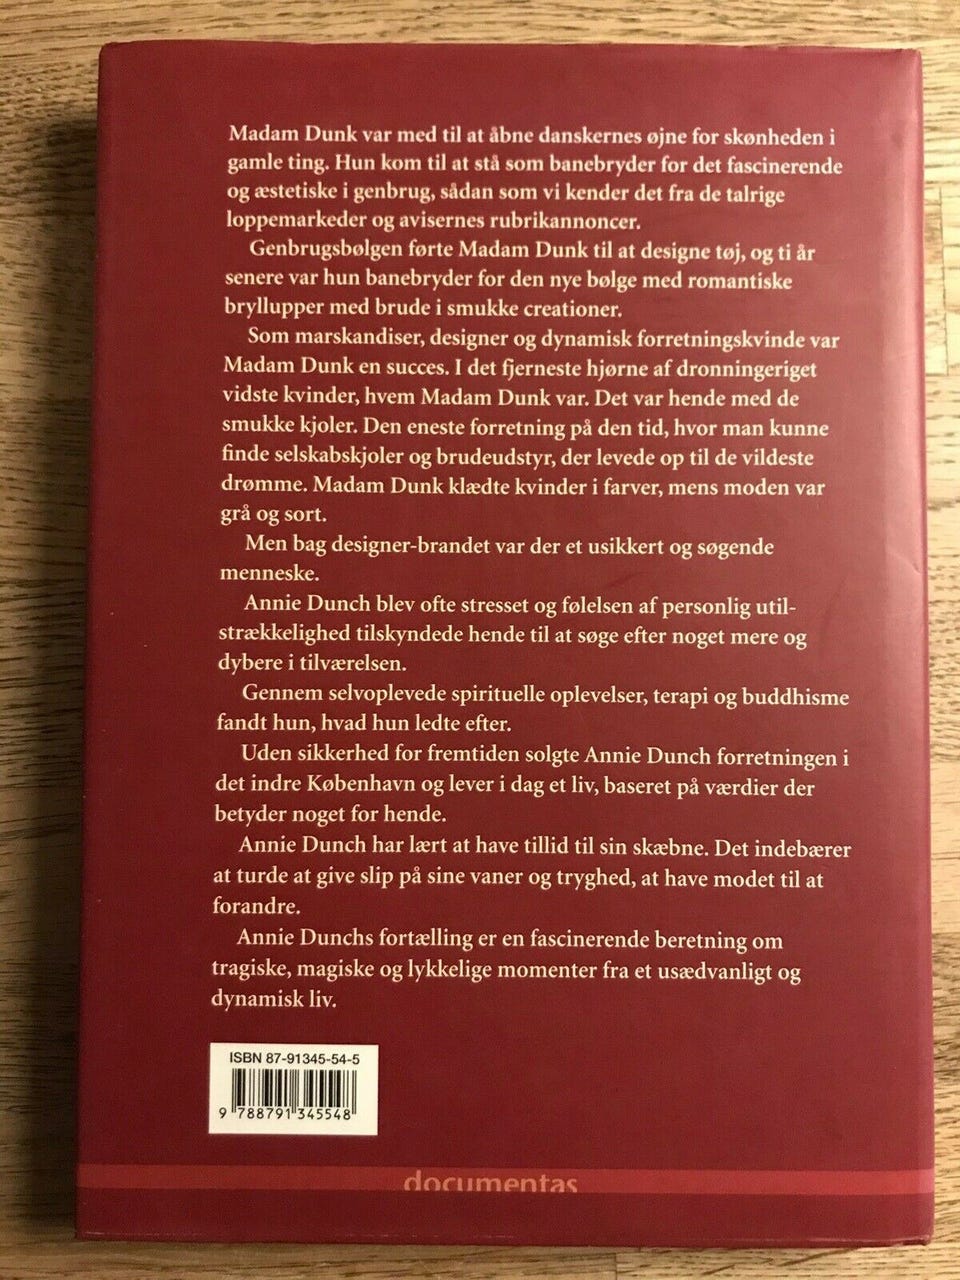 Madam Dunk var med til at åbne danskernes øjne for skønheden i
gamle ting. Hun kom til at stå som banebryder for det fascinerende
og æstetiske i genbrug, sådan som vi kender det fra de talrige
loppemarkeder og avisernes rubrikannoncer.
Genbrugsbølgen førte Madam Dunk til at designe tøj, og ti år
senere var hun banebryder for den nye bølge med romantiske
bryllupper med brude i smukke creationer.
Som marskandiser, designer og dynamisk forretningskvinde var
Madam Dunk en succes. I det fjerneste hjørne af dronningeriget
vidste kvinder, hvem Madam Dunk var. Det var hende med de
smukke kjoler. Den eneste forretning på den tid, hvor man kunne
finde selskabskjoler og brudeudstyr, der levede op til de vildeste
drømme. Madam Dunk klædte kvinder i farver, mens moden var
grå og sort.
Men bag designer-brandet var der et usikkert og søgende
menneske.
Annie Dunch blev ofte stresset og følelsen af personlig util-
strækkelighed tilskyndede hende til at søge efter noget mere og
dybere i tilværelsen.
Gennem selvoplevede spirituelle oplevelser, terapi og buddhisme
fandt hun, hvad hun ledte efter.
Uden sikkerhed for fremtiden solgte Annie Dunch forretningen i
det indre København og lever i dag et liv, baseret på værdier der
betyder noget for hende.
Annie Dunch har lært at have tillid til sin skæbne. Det indebærer
at turde at give slip på sine vaner og tryghed, at have modet til at
forandre.
Annie Dunchs fortælling er en fascinerende beretning om
tragiske, magiske og lykkelige momenter fra et usædvanligt og
dynamisk liv.
ISBN 87-91345-54-5
9 788791 345548
documentas